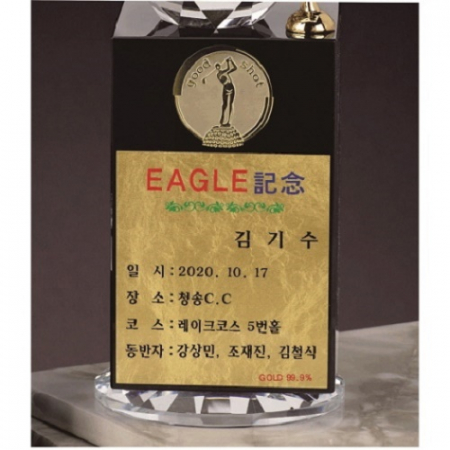 good shot
EAGLE記念
김 기 수
일 시 : 2020. 10. 17
장 소 : 청송C.C
코 스 : 레이크코스 5번홀
동반자 : 강상민, 조재진, 김철식
GOLD 99.9%